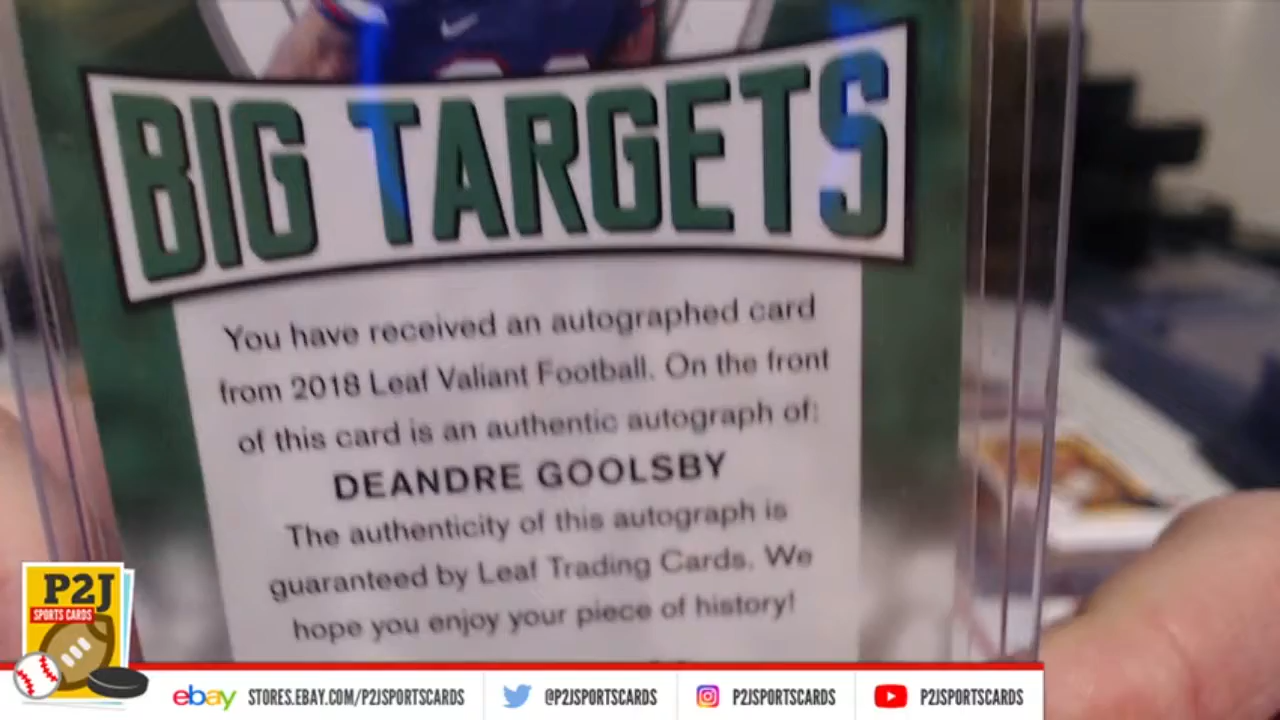 BIG TARGETS
You have received an autographed card
from 2018 Leaf Valiant Football. On the front
of this card is an authentic autograph of:
DEANDRE GOOLSBY
The authenticity of this autograph is
guaranteed by Leaf Trading Cards. We
hope you enjoy your piece of history!
P2J
SPORTS CARDS
ebay STORES.EBAY.COM/P2JSPORTSCARDS @P2JSPORTSCARDS P2JSPORTSCARDS P2JSPORTSCARDS